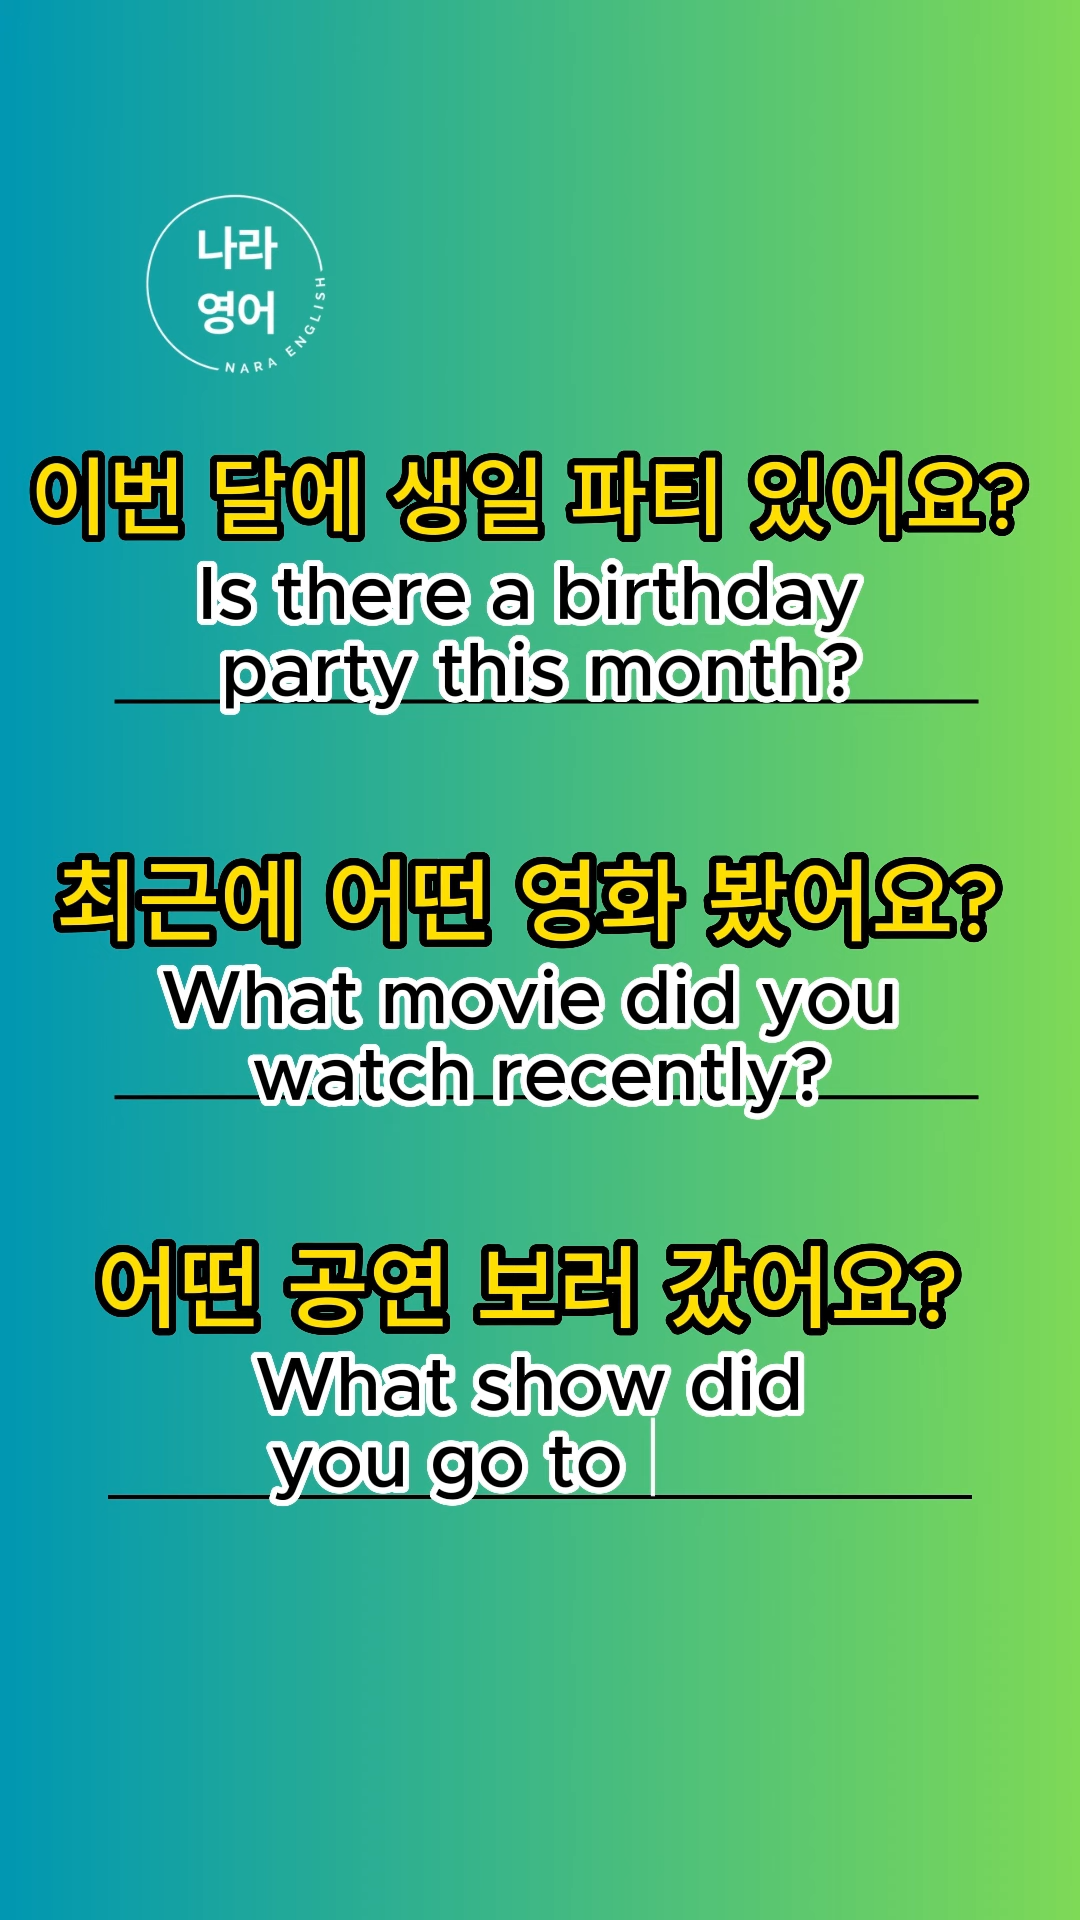 나라
영어
NARA ENGLISH
이번 달에 생일 파티 있어요?
Is there a birthday
party this month?
최근에 어떤 영화 봤어요?
What movie did you
watch recently?
어떤 공연 보러 갔어요?
What show did
you go to